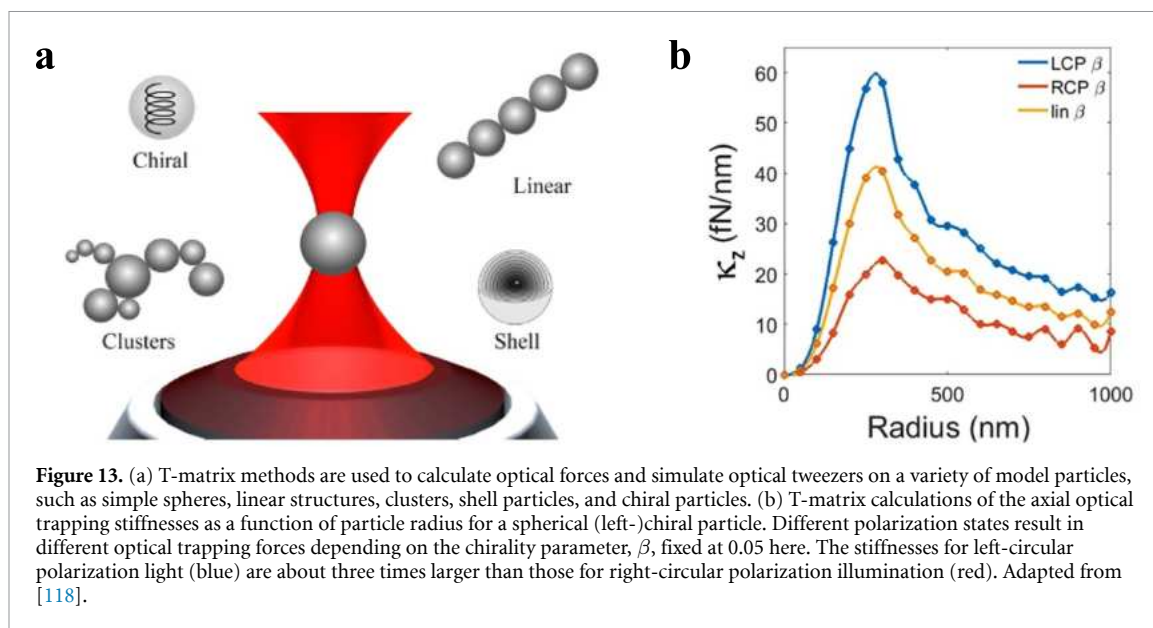 a
Chiral
Linear
Clusters
Shell
b
LCP β
RCP β
lin β
κz (fN/nm)
60
50
40
30
20
10
0
0
500
1000
Radius (nm)
Figure 13. (a) T-matrix methods are used to calculate optical forces and simulate optical tweezers on a variety of model particles,
such as simple spheres, linear structures, clusters, shell particles, and chiral particles. (b) T-matrix calculations of the axial optical
trapping stiffnesses as a function of particle radius for a spherical (left-)chiral particle. Different polarization states result in
different optical trapping forces depending on the chirality parameter, β, fixed at 0.05 here. The stiffnesses for left-circular
polarization light (blue) are about three times larger than those for right-circular polarization illumination (red). Adapted from
[118].